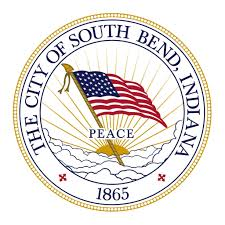 THE CITY OF SOUTH BEND, INDIANA
PEACE
1865